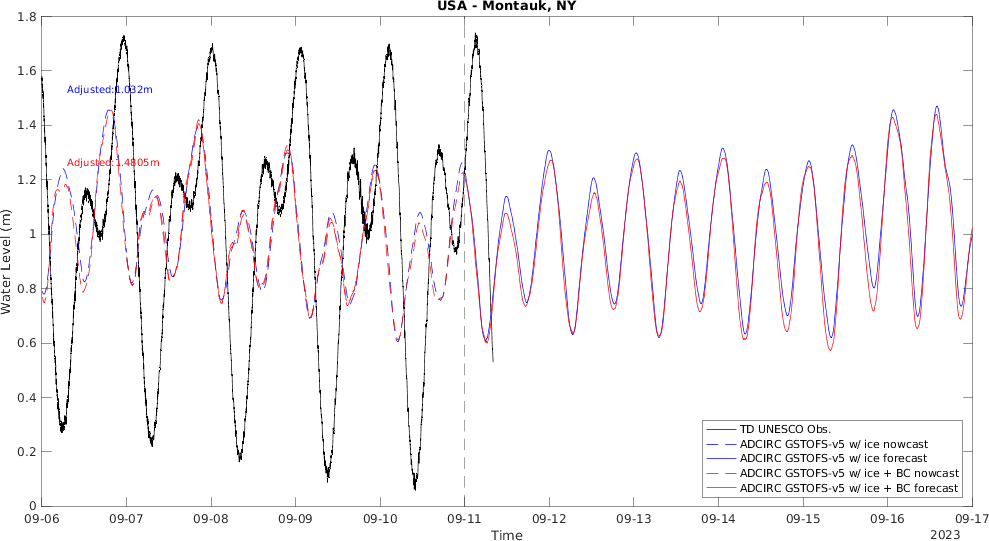 USA - Montauk, NY
1.8
1.6
1.4
1.2
1
0.8
0.6
0.4
0.2
0
Water Level (m)
Adjusted:1.032m
Adjusted:1.4805m
TD UNESCO Obs.
ADCIRC GSTOFS-v5 w/ ice nowcast
ADCIRC GSTOFS-v5 w/ ice forecast
ADCIRC GSTOFS-v5 w/ ice + BC nowcast
ADCIRC GSTOFS-v5 w/ ice + BC forecast
09-06 09-07 09-08 09-09 09-10 09-11 09-12 09-13 09-14 09-15 09-16 09-17
Time
2023